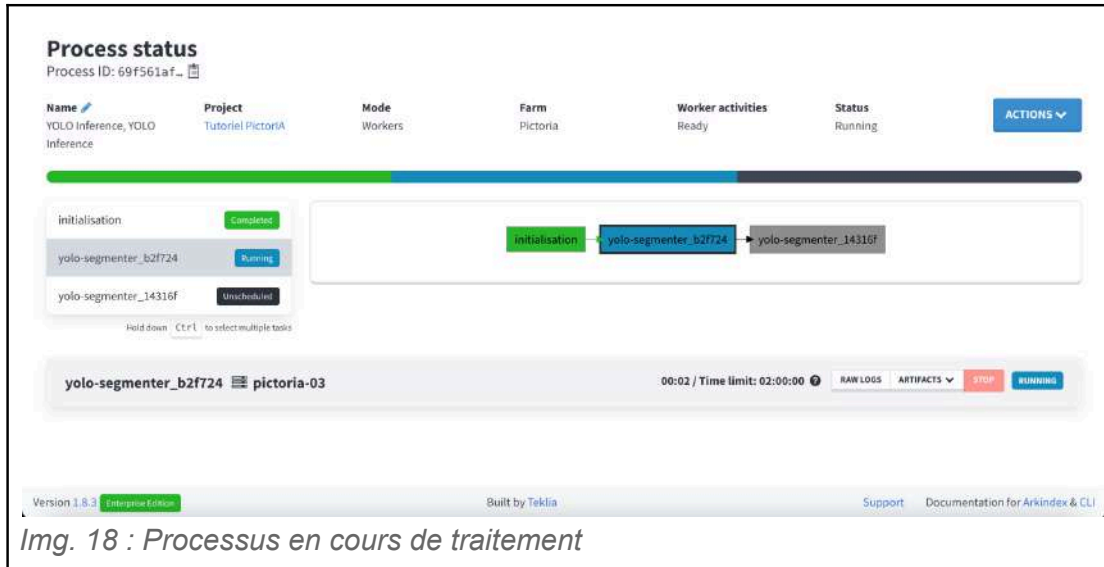 Process status
Process ID: 69f561af…
Name Project Mode Farm Worker activities Status
YOLO Inference, YOLO Inference Tutoriel PictorIA Workers Pictoria Ready Running
ACTIONS
initialisation Completed
yolo-segmenter_b2f724 Running
yolo-segmenter_14316f Unscheduled
Hold down Ctrl to select multiple tasks
initialisation yolo-segmenter_b2f724 yolo-segmenter_14316f
yolo-segmenter_b2f724 pictoria-03 00:02 / Time limit: 02:00:00 ? RAW LOGS ARTIFACTS STOP RUNNING
Version 1.8.3 Enterprise Edition Built by Teklia Support Documentation for Arkindex & CLI
Img. 18 : Processus en cours de traitement